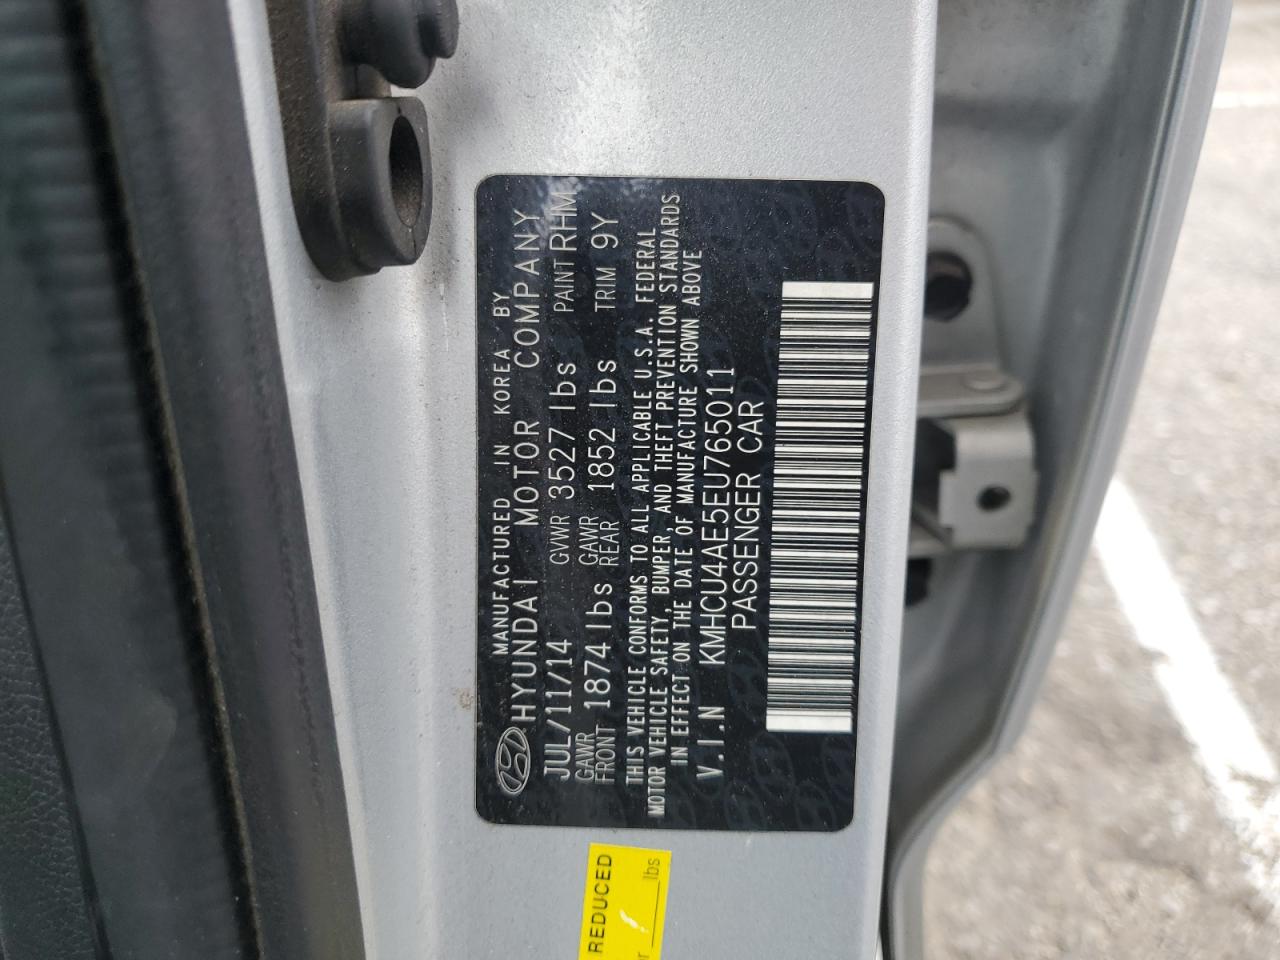 MANUFACTURED IN KOREA BY
HYUNDAI MOTOR COMPANY
JUL/11/14 GVWR 3527 lbs PAINT RHM
GAWR FRONT 1874 lbs GAWR REAR 1852 lbs TRIM 9Y
THIS VEHICLE CONFORMS TO ALL APPLICABLE U.S.A. FEDERAL
MOTOR VEHICLE SAFETY, BUMPER, AND THEFT PREVENTION STANDARDS
IN EFFECT ON THE DATE OF MANUFACTURE SHOWN ABOVE
V.I.N KMHCU4AE5EU765011
PASSENGER CAR
REDUCED
lbs